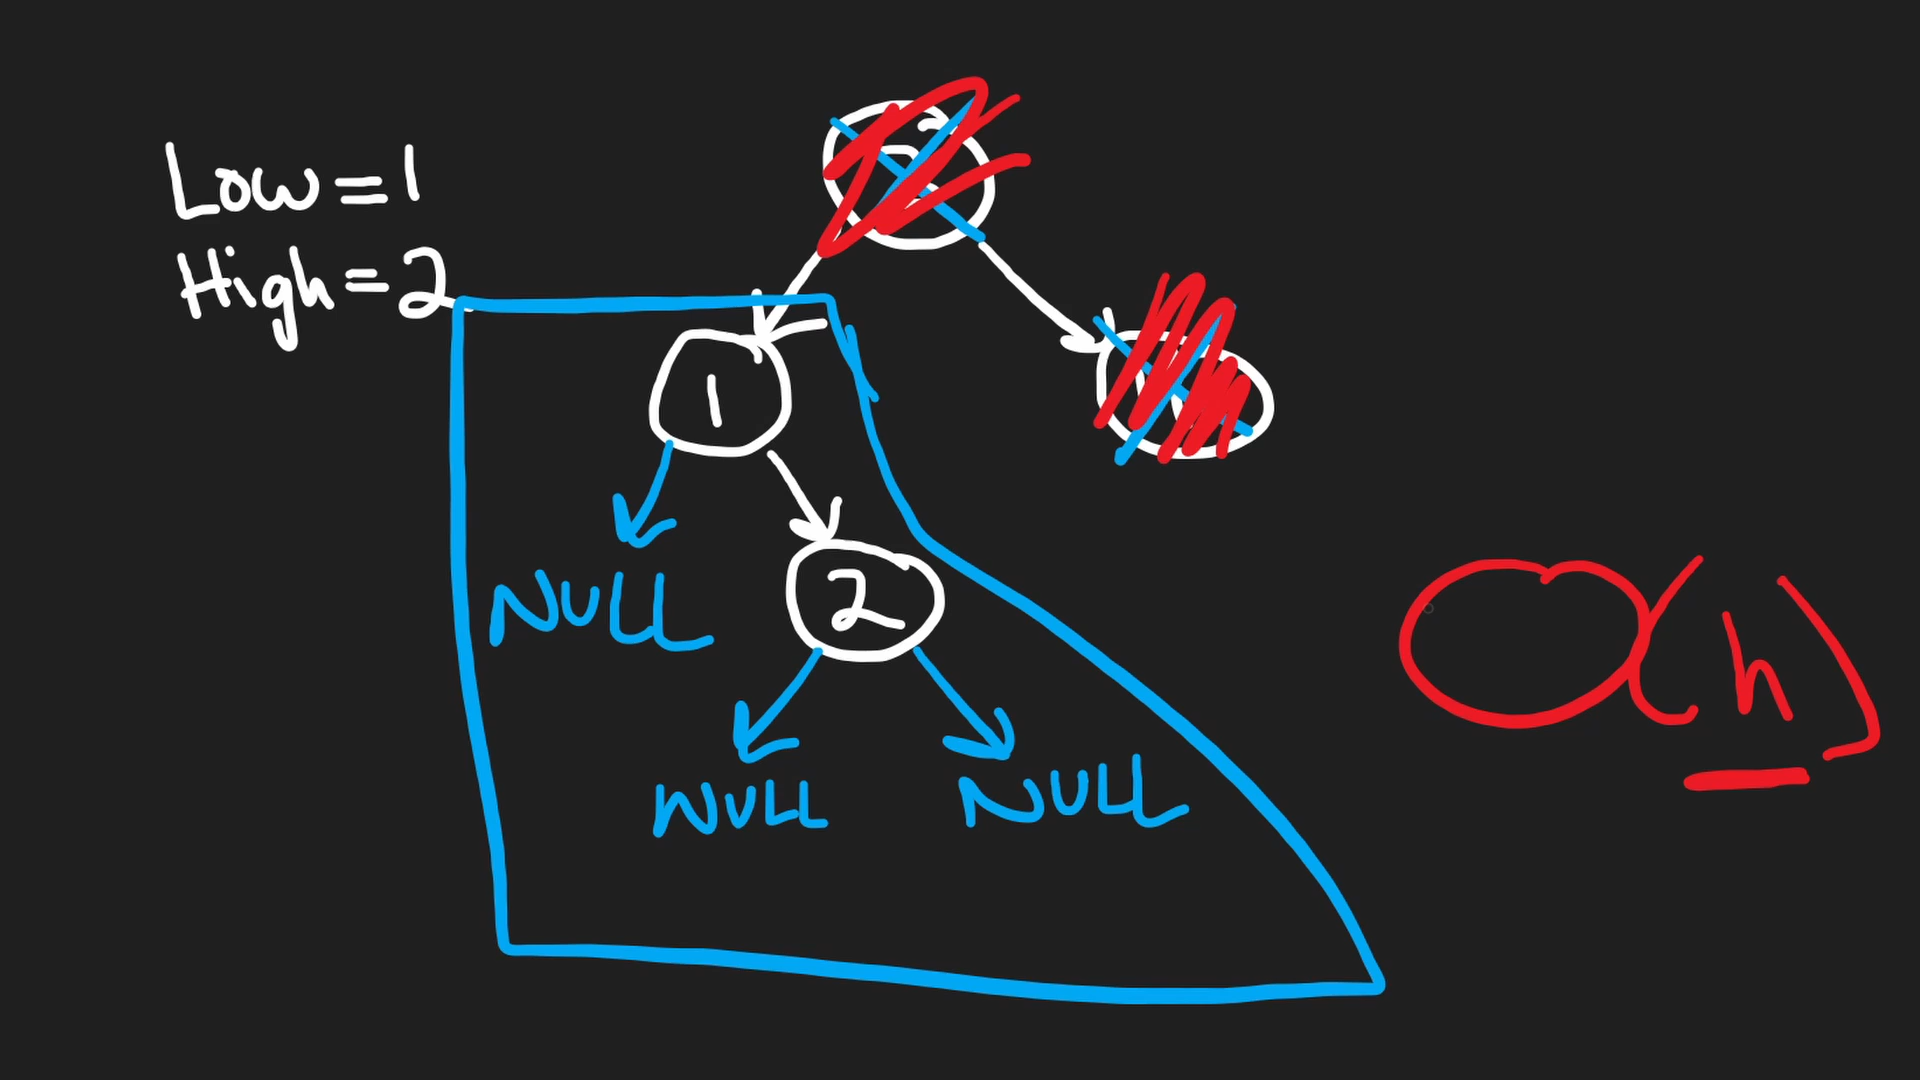 Low = 1
High = 2
1
NULL
2
NULL
NULL
O(h)